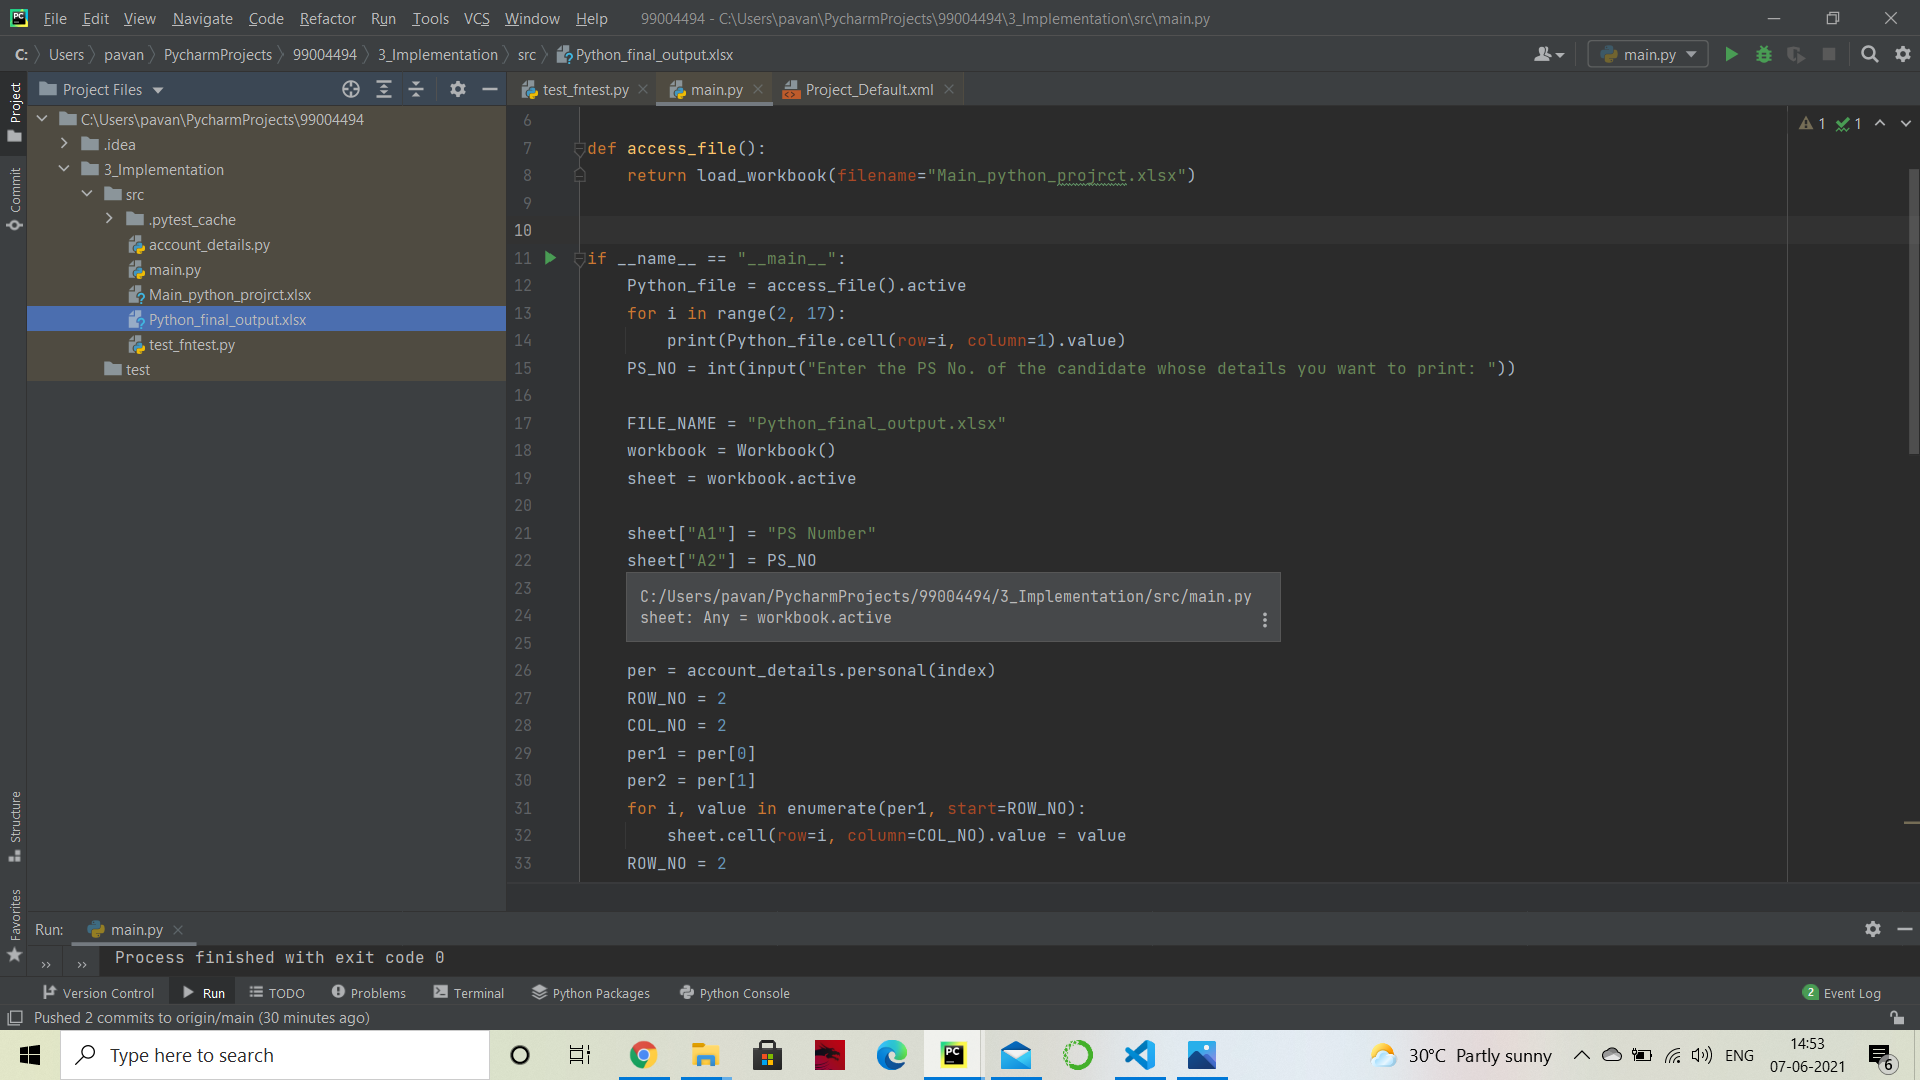 File Edit View Navigate Code Refactor Run Tools VCS Window Help 99004494 - C:\Users\pavan\PycharmProjects\99004494\3_Implementation\src\main.py
C: Users pavan PycharmProjects 99004494 3_Implementation src Python_final_output.xlsx main.py
Project Files
test_fntest.py main.py Project_Default.xml
Project
Commit
Structure
Favorites
C:\Users\pavan\PycharmProjects\99004494
.idea
3_Implementation
src
.pytest_cache
account_details.py
main.py
Main_python_projrct.xlsx
Python_final_output.xlsx
test_fntest.py
test
1 1
6
7 def access_file():
8 return load_workbook(filename="Main_python_projrct.xlsx")
9
10
11 if __name__ == "__main__":
12 Python_file = access_file().active
13 for i in range(2, 17):
14 print(Python_file.cell(row=i, column=1).value)
15 PS_NO = int(input("Enter the PS No. of the candidate whose details you want to print: "))
16
17 FILE_NAME = "Python_final_output.xlsx"
18 workbook = Workbook()
19 sheet = workbook.active
20
21 sheet["A1"] = "PS Number"
22 sheet["A2"] = PS_NO
23
24
25
C:/Users/pavan/PycharmProjects/99004494/3_Implementation/src/main.py
sheet: Any = workbook.active
26 per = account_details.personal(index)
27 ROW_NO = 2
28 COL_NO = 2
29 per1 = per[0]
30 per2 = per[1]
31 for i, value in enumerate(per1, start=ROW_NO):
32 sheet.cell(row=i, column=COL_NO).value = value
33 ROW_NO = 2
Run: main.py
Process finished with exit code 0
Version Control Run TODO Problems Terminal Python Packages Python Console 2 Event Log
Pushed 2 commits to origin/main (30 minutes ago)
Type here to search
PC
30°C Partly sunny
ENG
14:53
07-06-2021
6